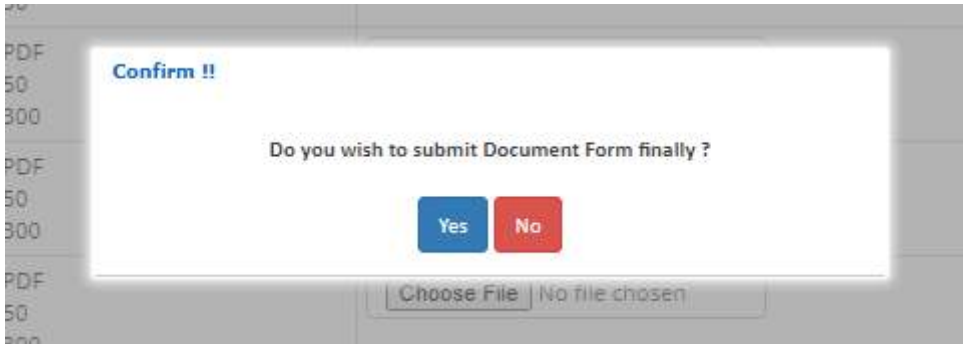 PDF
50
300
Confirm !!
Do you wish to submit Document Form finally ?
PDF
50
300
Yes No
PDF
50
Choose File No file chosen